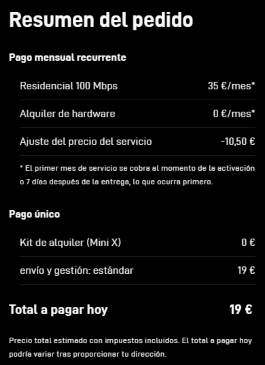 Resumen del pedido
Pago mensual recurrente
Residencial 100 Mbps 35 €/mes*
Alquiler de hardware 0 €/mes*
Ajuste del precio del servicio -10,50 €
* El primer mes de servicio se cobra al momento de la activación
o 7 días después de la entrega, lo que ocurra primero.
Pago único
Kit de alquiler (Mini X) 0 €
envío y gestión: estándar 19 €
Total a pagar hoy 19 €
Precio total estimado con impuestos incluidos. El total a pagar hoy
podría variar tras proporcionar tu dirección.